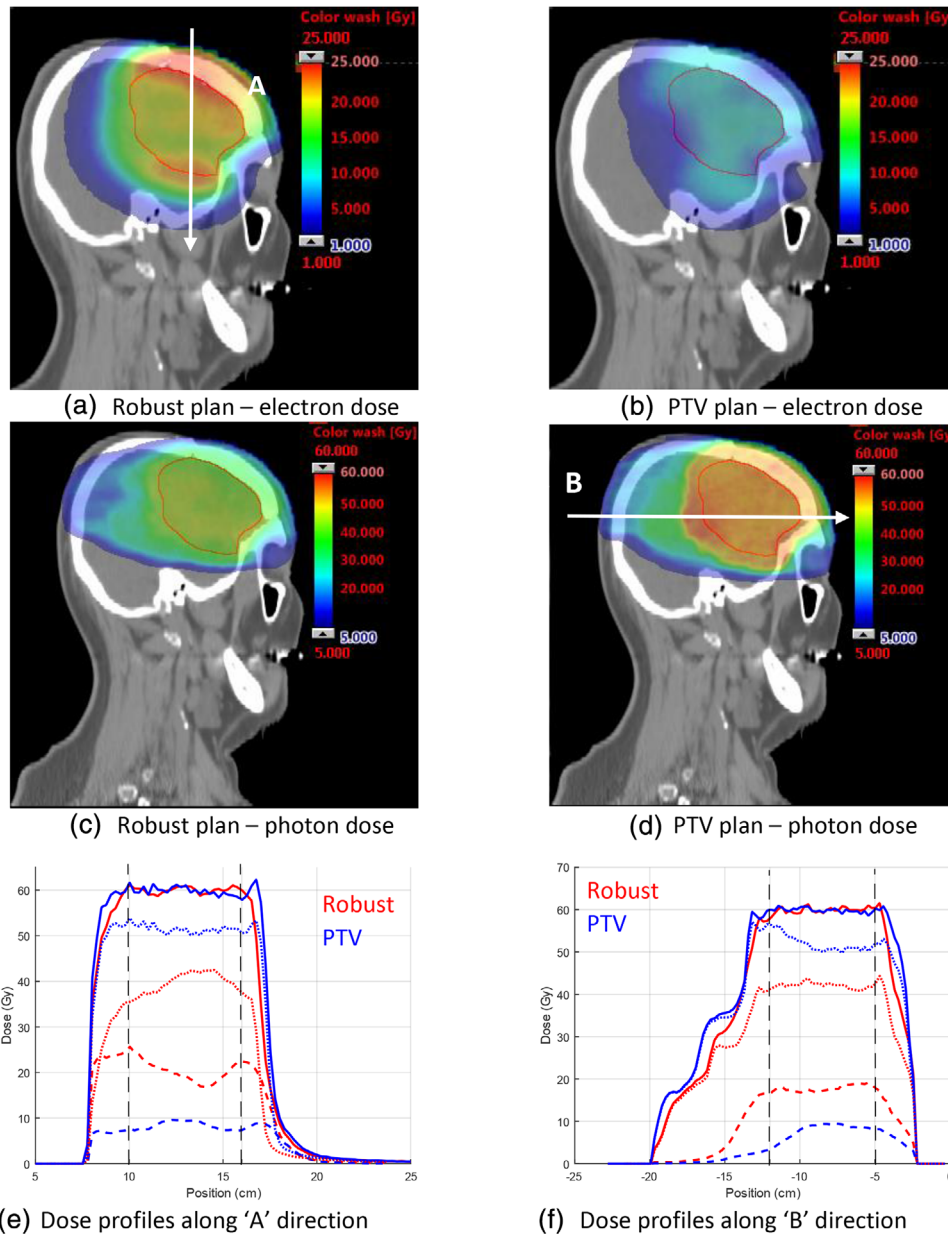 Color wash [Gy]
25.000
25.000
20.000
15.000
10.000
5.000
1.000
1.000
A
(a) Robust plan – electron dose
Color wash [Gy]
25.000
25.000
20.000
15.000
10.000
5.000
1.000
1.000
(b) PTV plan – electron dose
Color wash [Gy]
60.000
60.000
50.000
40.000
30.000
20.000
5.000
5.000
(c) Robust plan – photon dose
Color wash [Gy]
60.000
60.000
50.000
40.000
30.000
20.000
5.000
5.000
B
(d) PTV plan – photon dose
Robust
PTV
Dose (Gy)
60
50
40
30
20
10
0
5 10 15 20 25
Position (cm)
(e) Dose profiles along ‘A’ direction
Robust
PTV
Dose (Gy)
70
60
50
40
30
20
10
0
-25 -20 -15 -10 -5
Position (cm)
(f) Dose profiles along ‘B’ direction